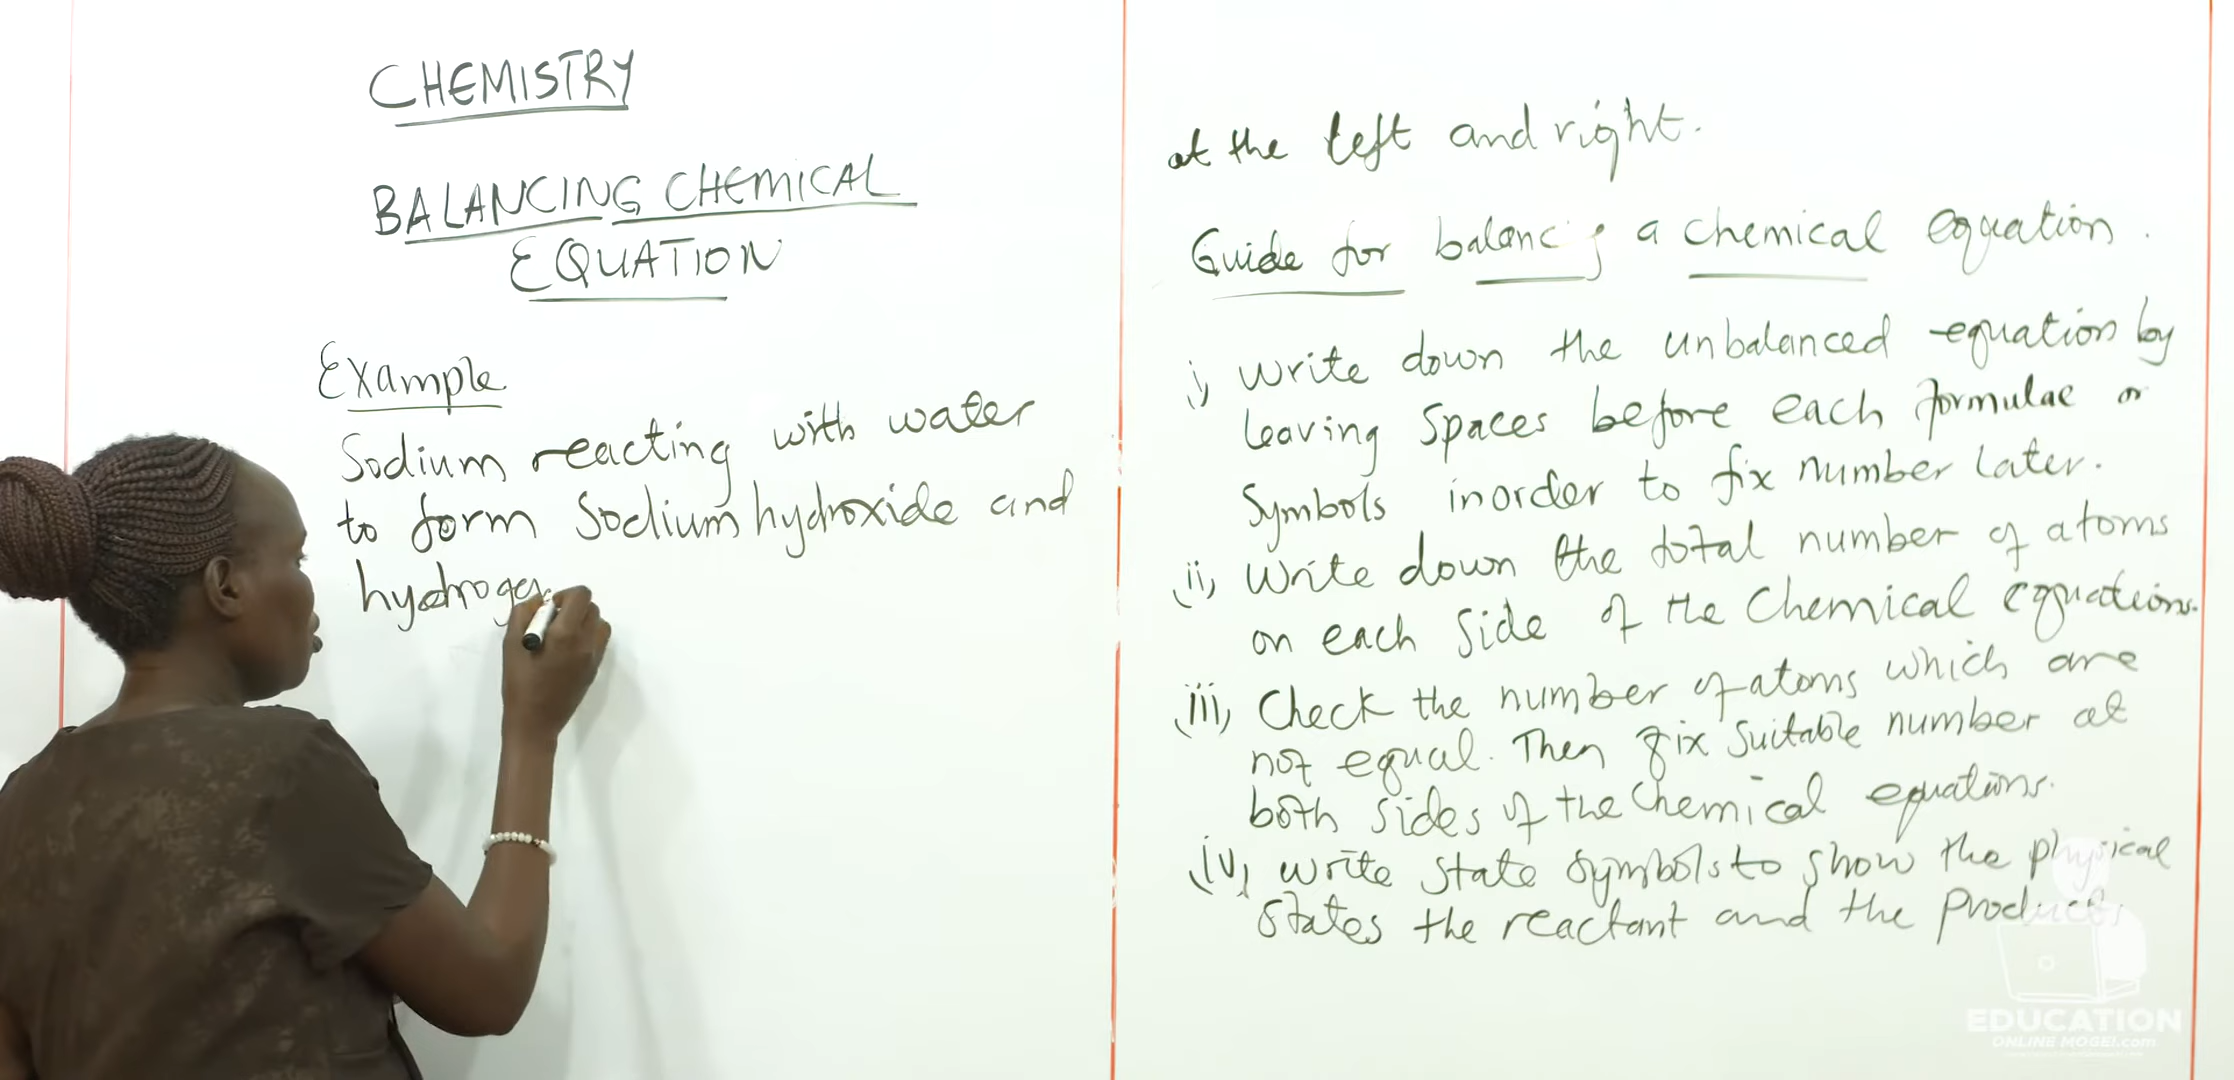 CHEMISTRY
BALANCING CHEMICAL
EQUATION
Example
Sodium reacting with water
to form Sodium hydroxide and
hydrogen
at the left and right.
Guide for balancing a chemical equation.
i) Write down the unbalanced equation by
leaving spaces before each formulae or
Symbols inorder to fix number later.
(ii) Write down the total number of atoms
on each side of the Chemical equations.
(iii) Check the number of atoms which are
not equal. Then fix suitable number at
both sides of the Chemical equations.
(iv) write state symbols to show the physical
states the reactant and the products
EDUCATION
ONLINE MOGEI.com